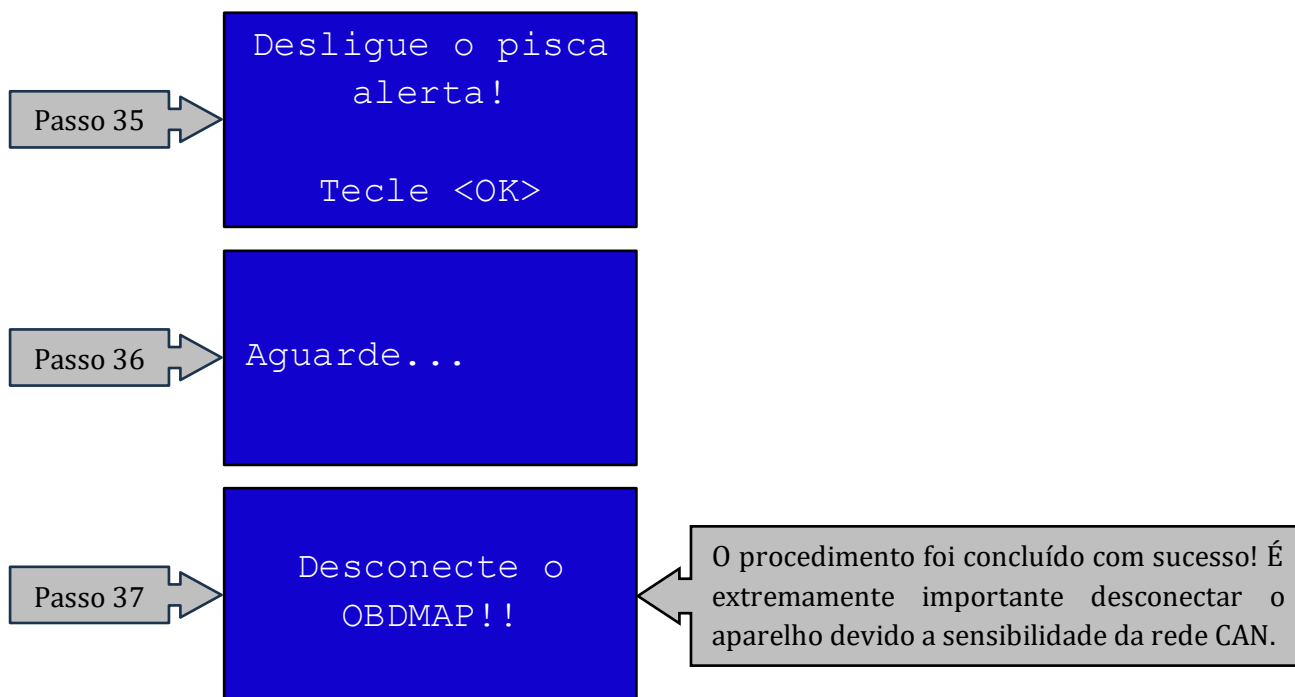 Passo 35
Desligue o pisca
alerta!
Tecle <OK>
Passo 36
Aguarde...
Passo 37
Desconecte o
OBDMAP!!
O procedimento foi concluído com sucesso! É
extremamente importante desconectar o
aparelho devido a sensibilidade da rede CAN.